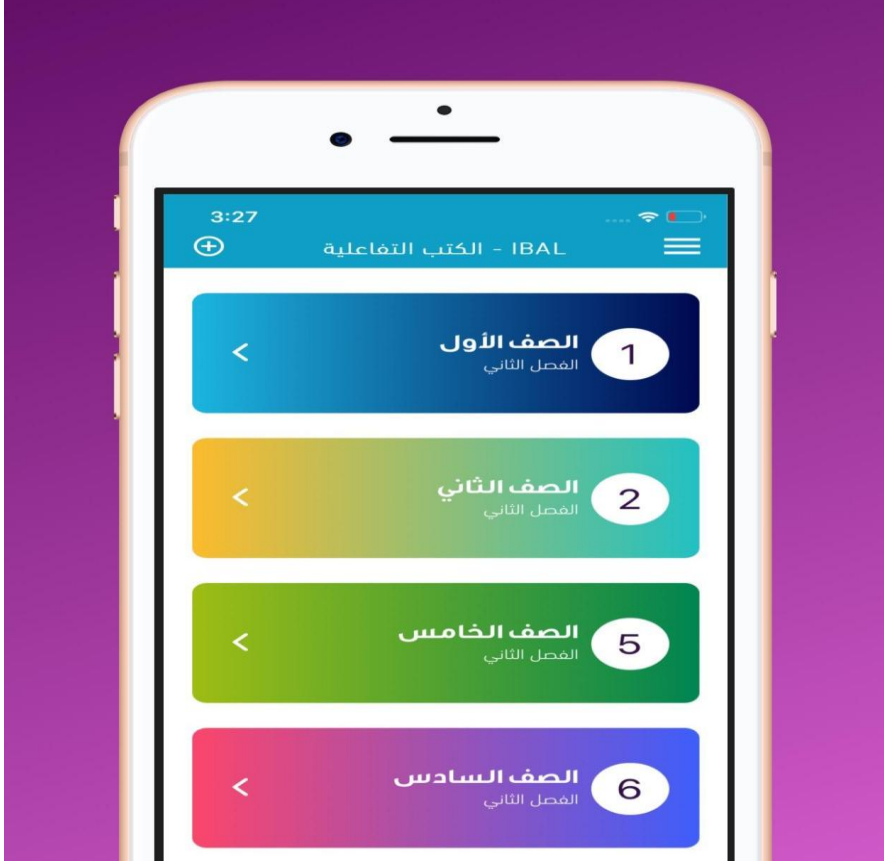 3:27
IBAL - الكتب التفاعلية
1
الصف الأول
الفصل الثاني
2
الصف الثاني
الفصل الثاني
5
الصف الخامس
الفصل الثاني
6
الصف السادس
الفصل الثاني